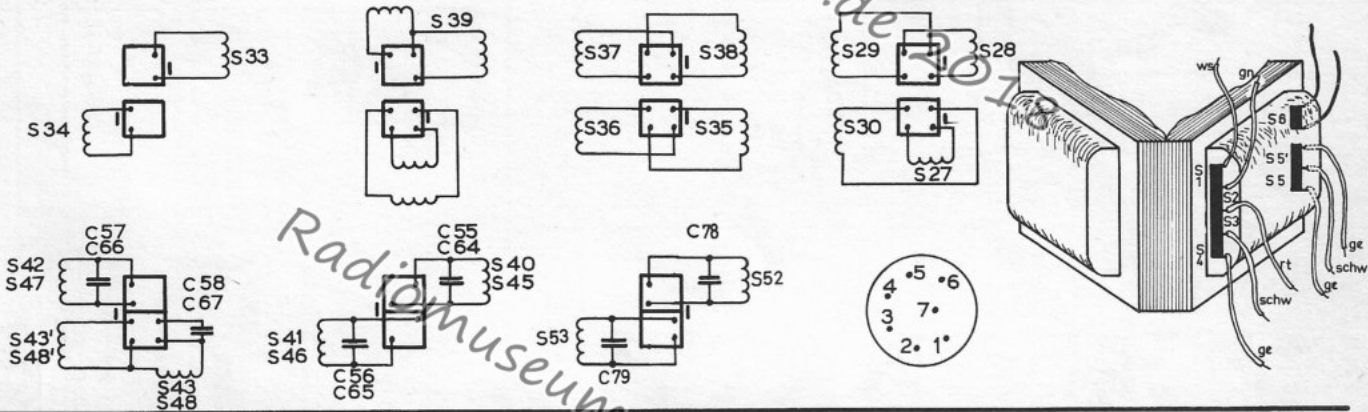 S33
S34
S39
S37 S38
S36 S35
S29 S28
S30
S27
C57
C66
S42
S47
C58
C67
S43'
S48'
S43
S48
C55
C64
S40
S45
S41
S46
C56
C65
C78
S52
S53
C79
5
6
4
3
7
2
1
ws
gn
S6
S5'
S5
S1
S2
S3
S4
ge
schw
ge
rt
schw
ge
.de 2018
Radiomuseum